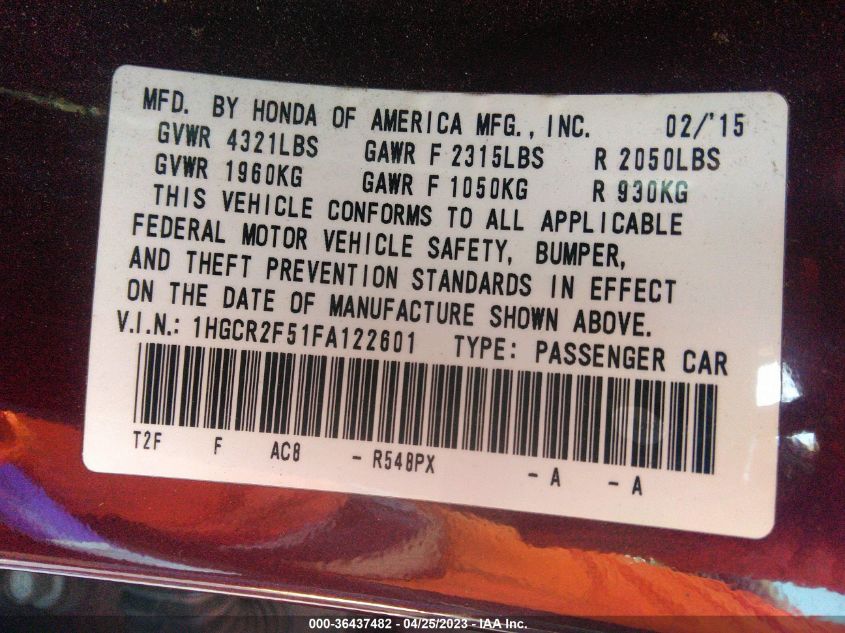 MFD. BY HONDA OF AMERICA MFG., INC. 02/'15
GVWR 4321LBS GAWR F 2315LBS R 2050LBS
GVWR 1960KG GAWR F 1050KG R 930KG
THIS VEHICLE CONFORMS TO ALL APPLICABLE
FEDERAL MOTOR VEHICLE SAFETY, BUMPER,
AND THEFT PREVENTION STANDARDS IN EFFECT
ON THE DATE OF MANUFACTURE SHOWN ABOVE.
V.I.N.: 1HGCR2F51FA122601 TYPE: PASSENGER CAR
T2F F AC8 - R548PX - A - A
000-36437482 - 04/25/2023 - IAA Inc.